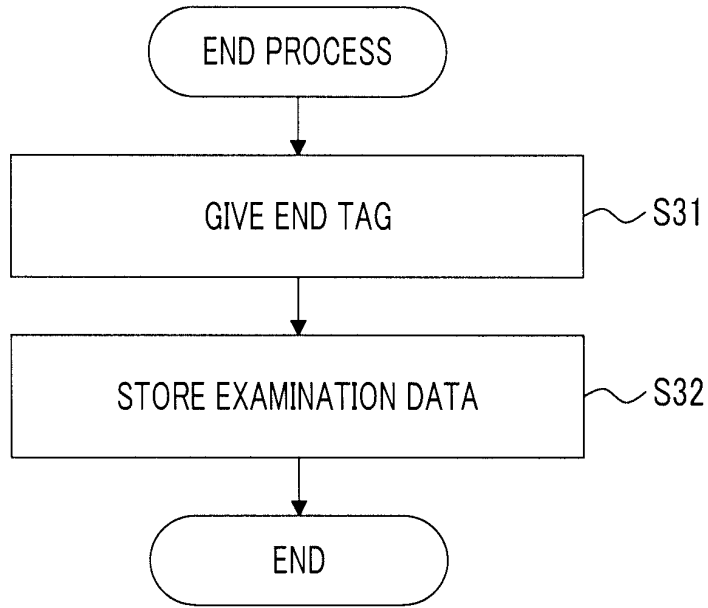 END PROCESS
GIVE END TAG
S31
STORE EXAMINATION DATA
S32
END